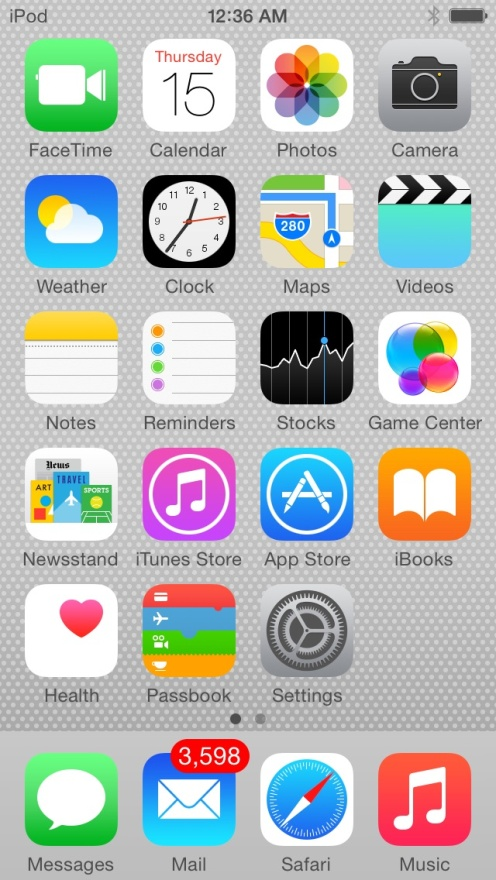 iPod 12:36 AM
Thursday
15
FaceTime Calendar Photos Camera
12
11 1
10 2
9 3
8 4
7 5
6
280
Weather Clock Maps Videos
Notes Reminders Stocks Game Center
News
ART TRAVEL SPORTS
Newsstand iTunes Store App Store iBooks
Health Passbook Settings
3,598
Messages Mail Safari Music